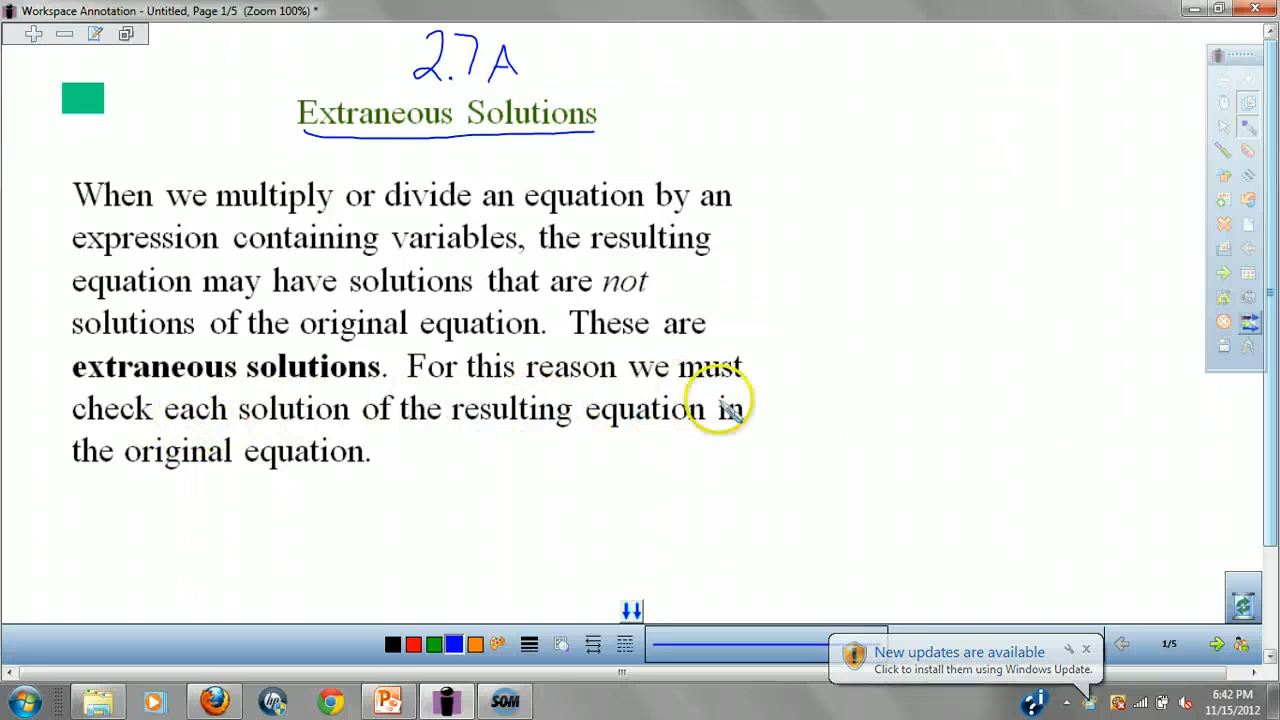 Workspace Annotation - Untitled, Page 1/5 (Zoom 100%) *
2.7A
Extraneous Solutions
When we multiply or divide an equation by an
expression containing variables, the resulting
equation may have solutions that are not
solutions of the original equation. These are
extraneous solutions. For this reason we must
check each solution of the resulting equation in
the original equation.
1/5
New updates are available
Click to install them using Windows Update.
hp
SOM
6:42 PM
11/15/2012